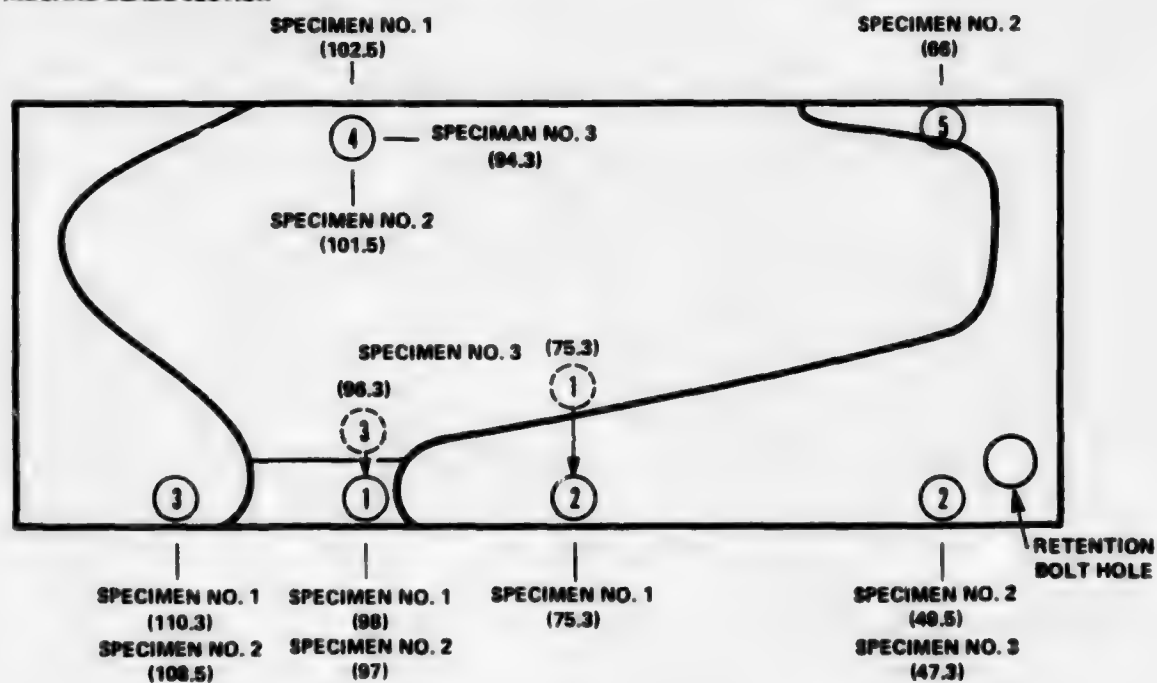 SPECIMEN NO. 1
(102.5)
SPECIMEN NO. 2
(66)
4
SPECIMAN NO. 3
(94.3)
5
SPECIMEN NO. 2
(101.5)
SPECIMEN NO. 3
(75.3)
1
(96.3)
3
3
1
2
2
RETENTION
BOLT HOLE
SPECIMEN NO. 1
(110.3)
SPECIMEN NO. 2
(108.5)
SPECIMEN NO. 1
(98)
SPECIMEN NO. 2
(97)
SPECIMEN NO. 1
(75.3)
SPECIMEN NO. 2
(49.5)
SPECIMEN NO. 3
(47.3)